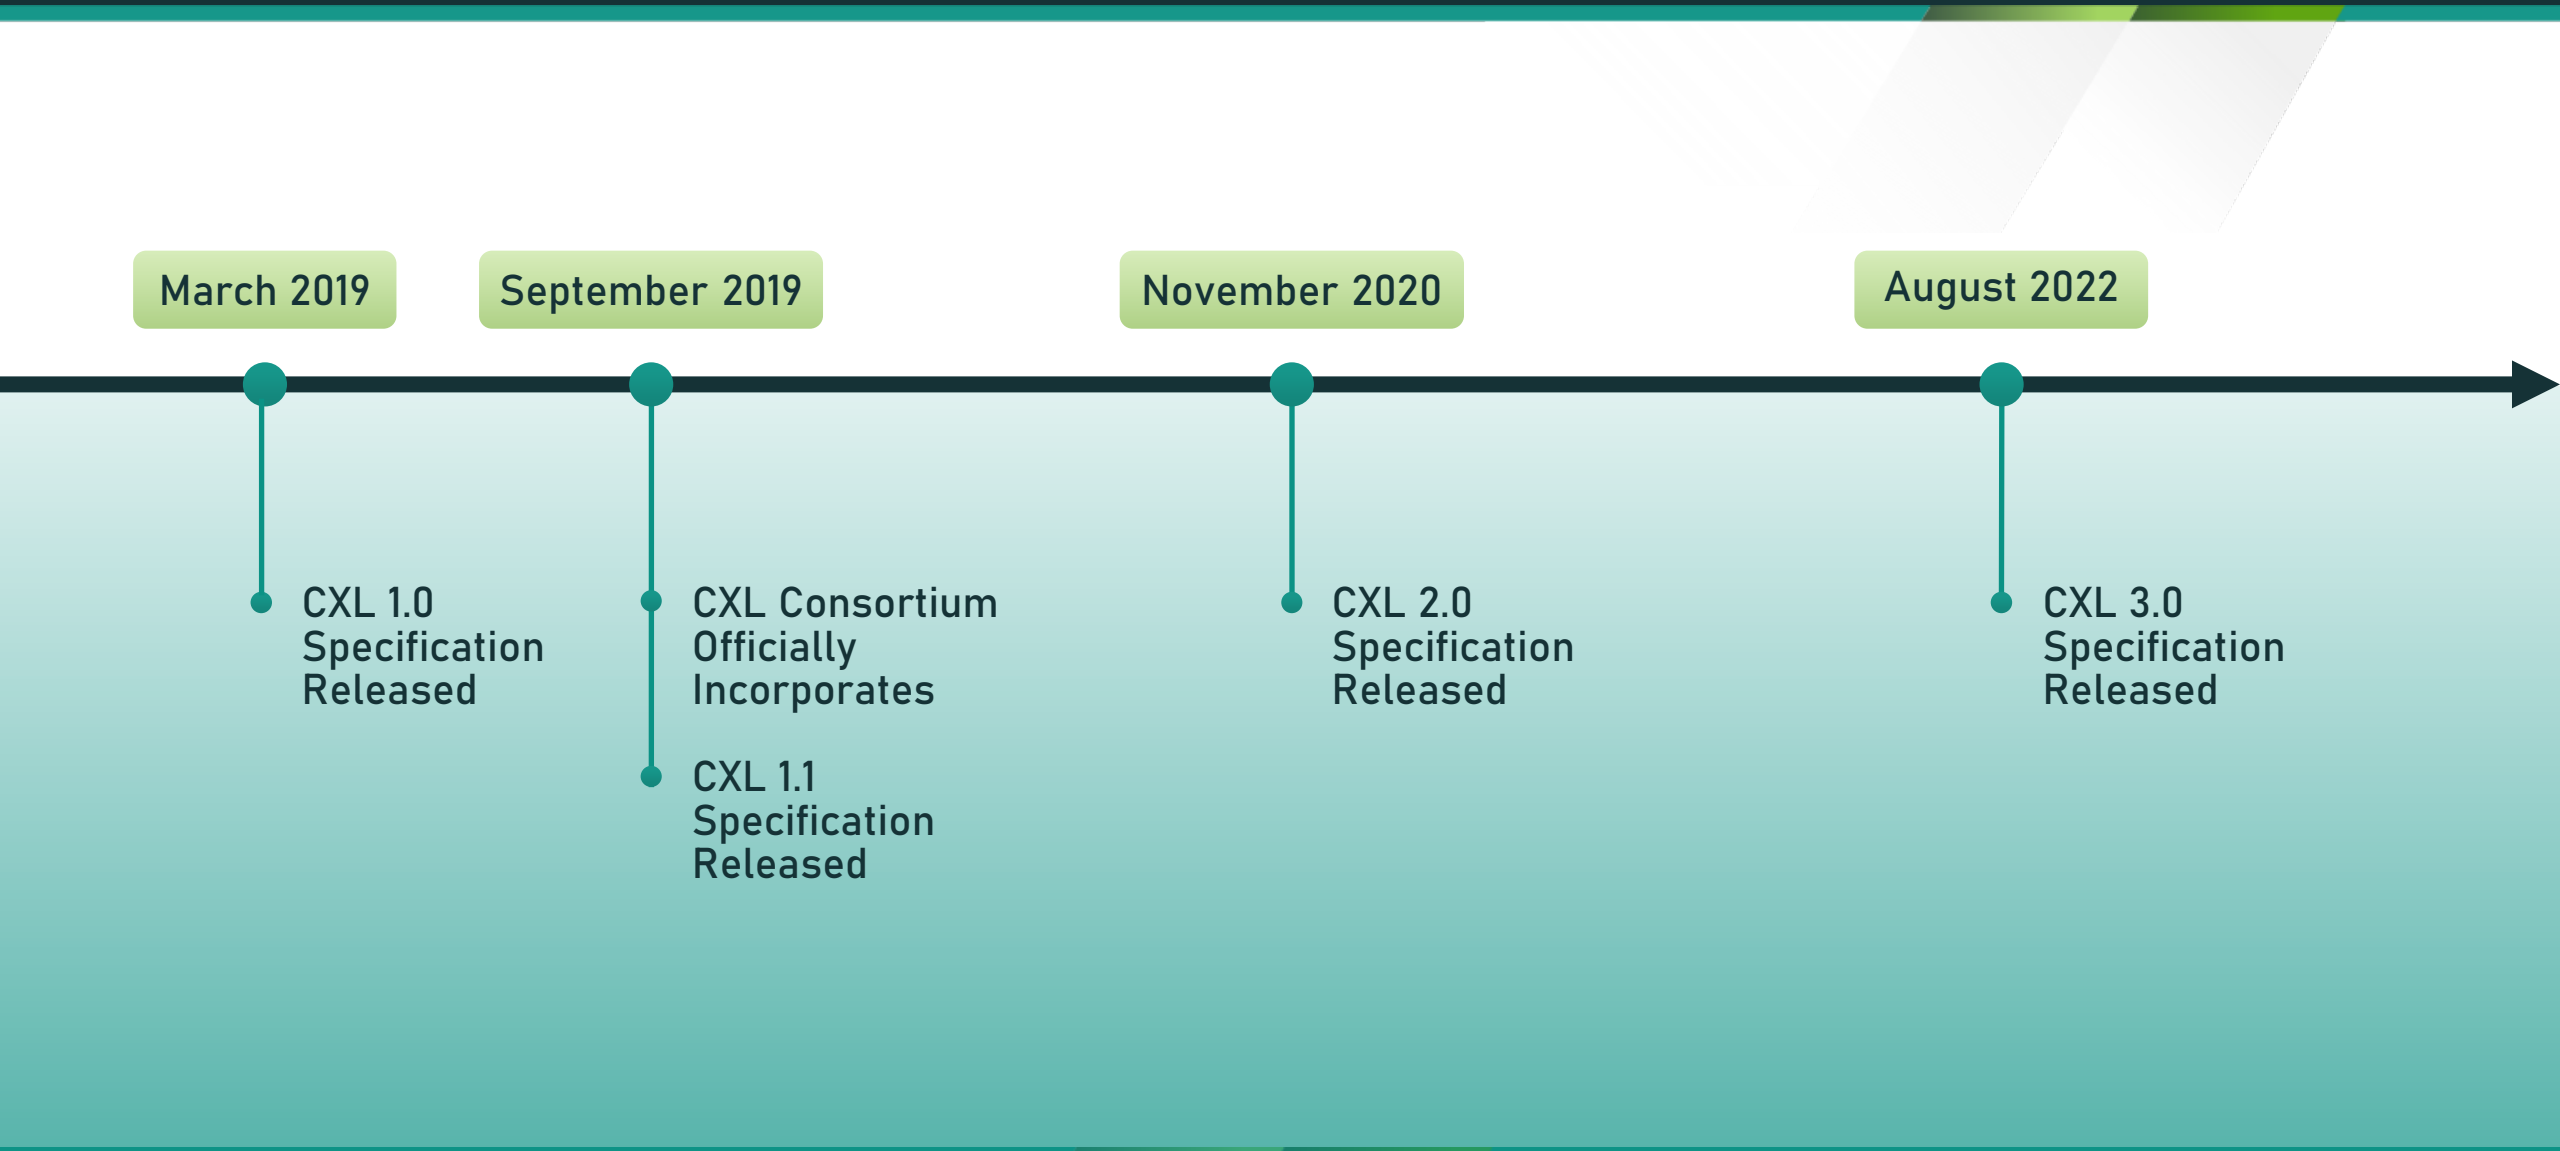 March 2019
September 2019
November 2020
August 2022
CXL 1.0
Specification
Released
CXL Consortium
Officially
Incorporates
CXL 1.1
Specification
Released
CXL 2.0
Specification
Released
CXL 3.0
Specification
Released